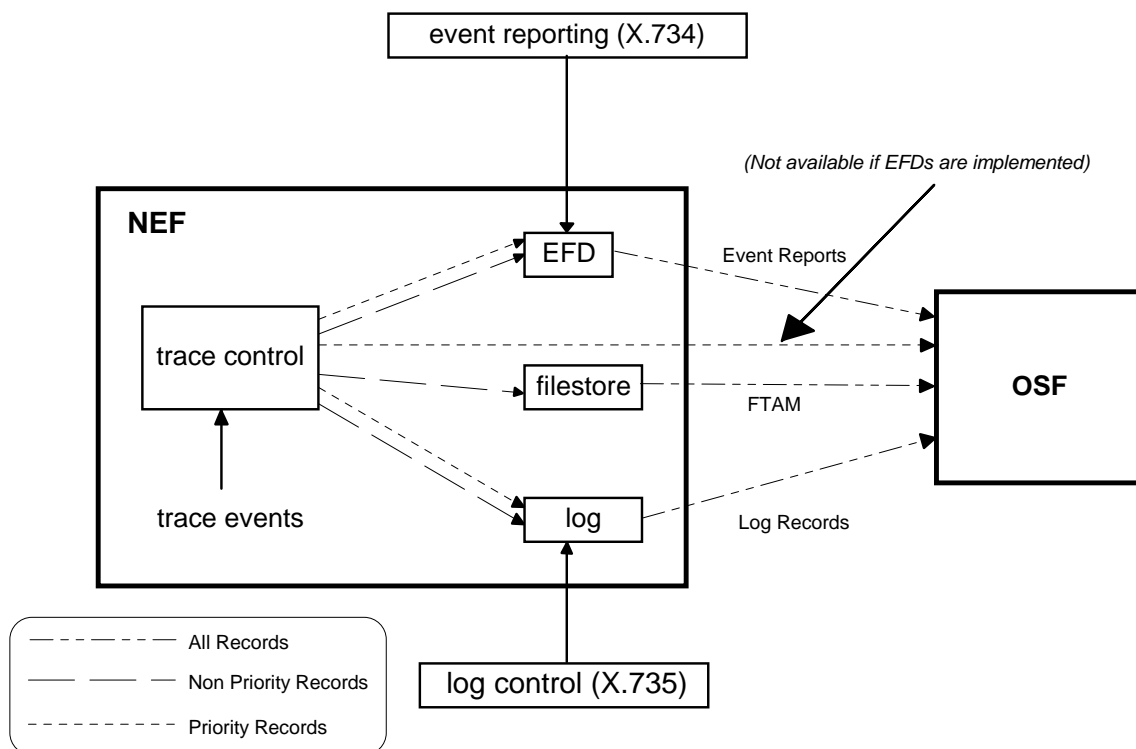 event reporting (X.734)
(Not available if EFDs are implemented)
NEF
EFD
Event Reports
trace control
filestore
FTAM
OSF
trace events
log
Log Records
All Records
Non Priority Records
Priority Records
log control (X.735)